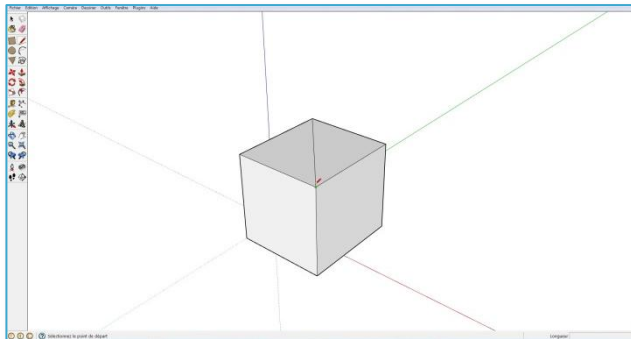 Fichier Edition Affichage Caméra Dessiner Outils Fenêtre Plugins Aide
Sélectionnez le point de départ
Longueur